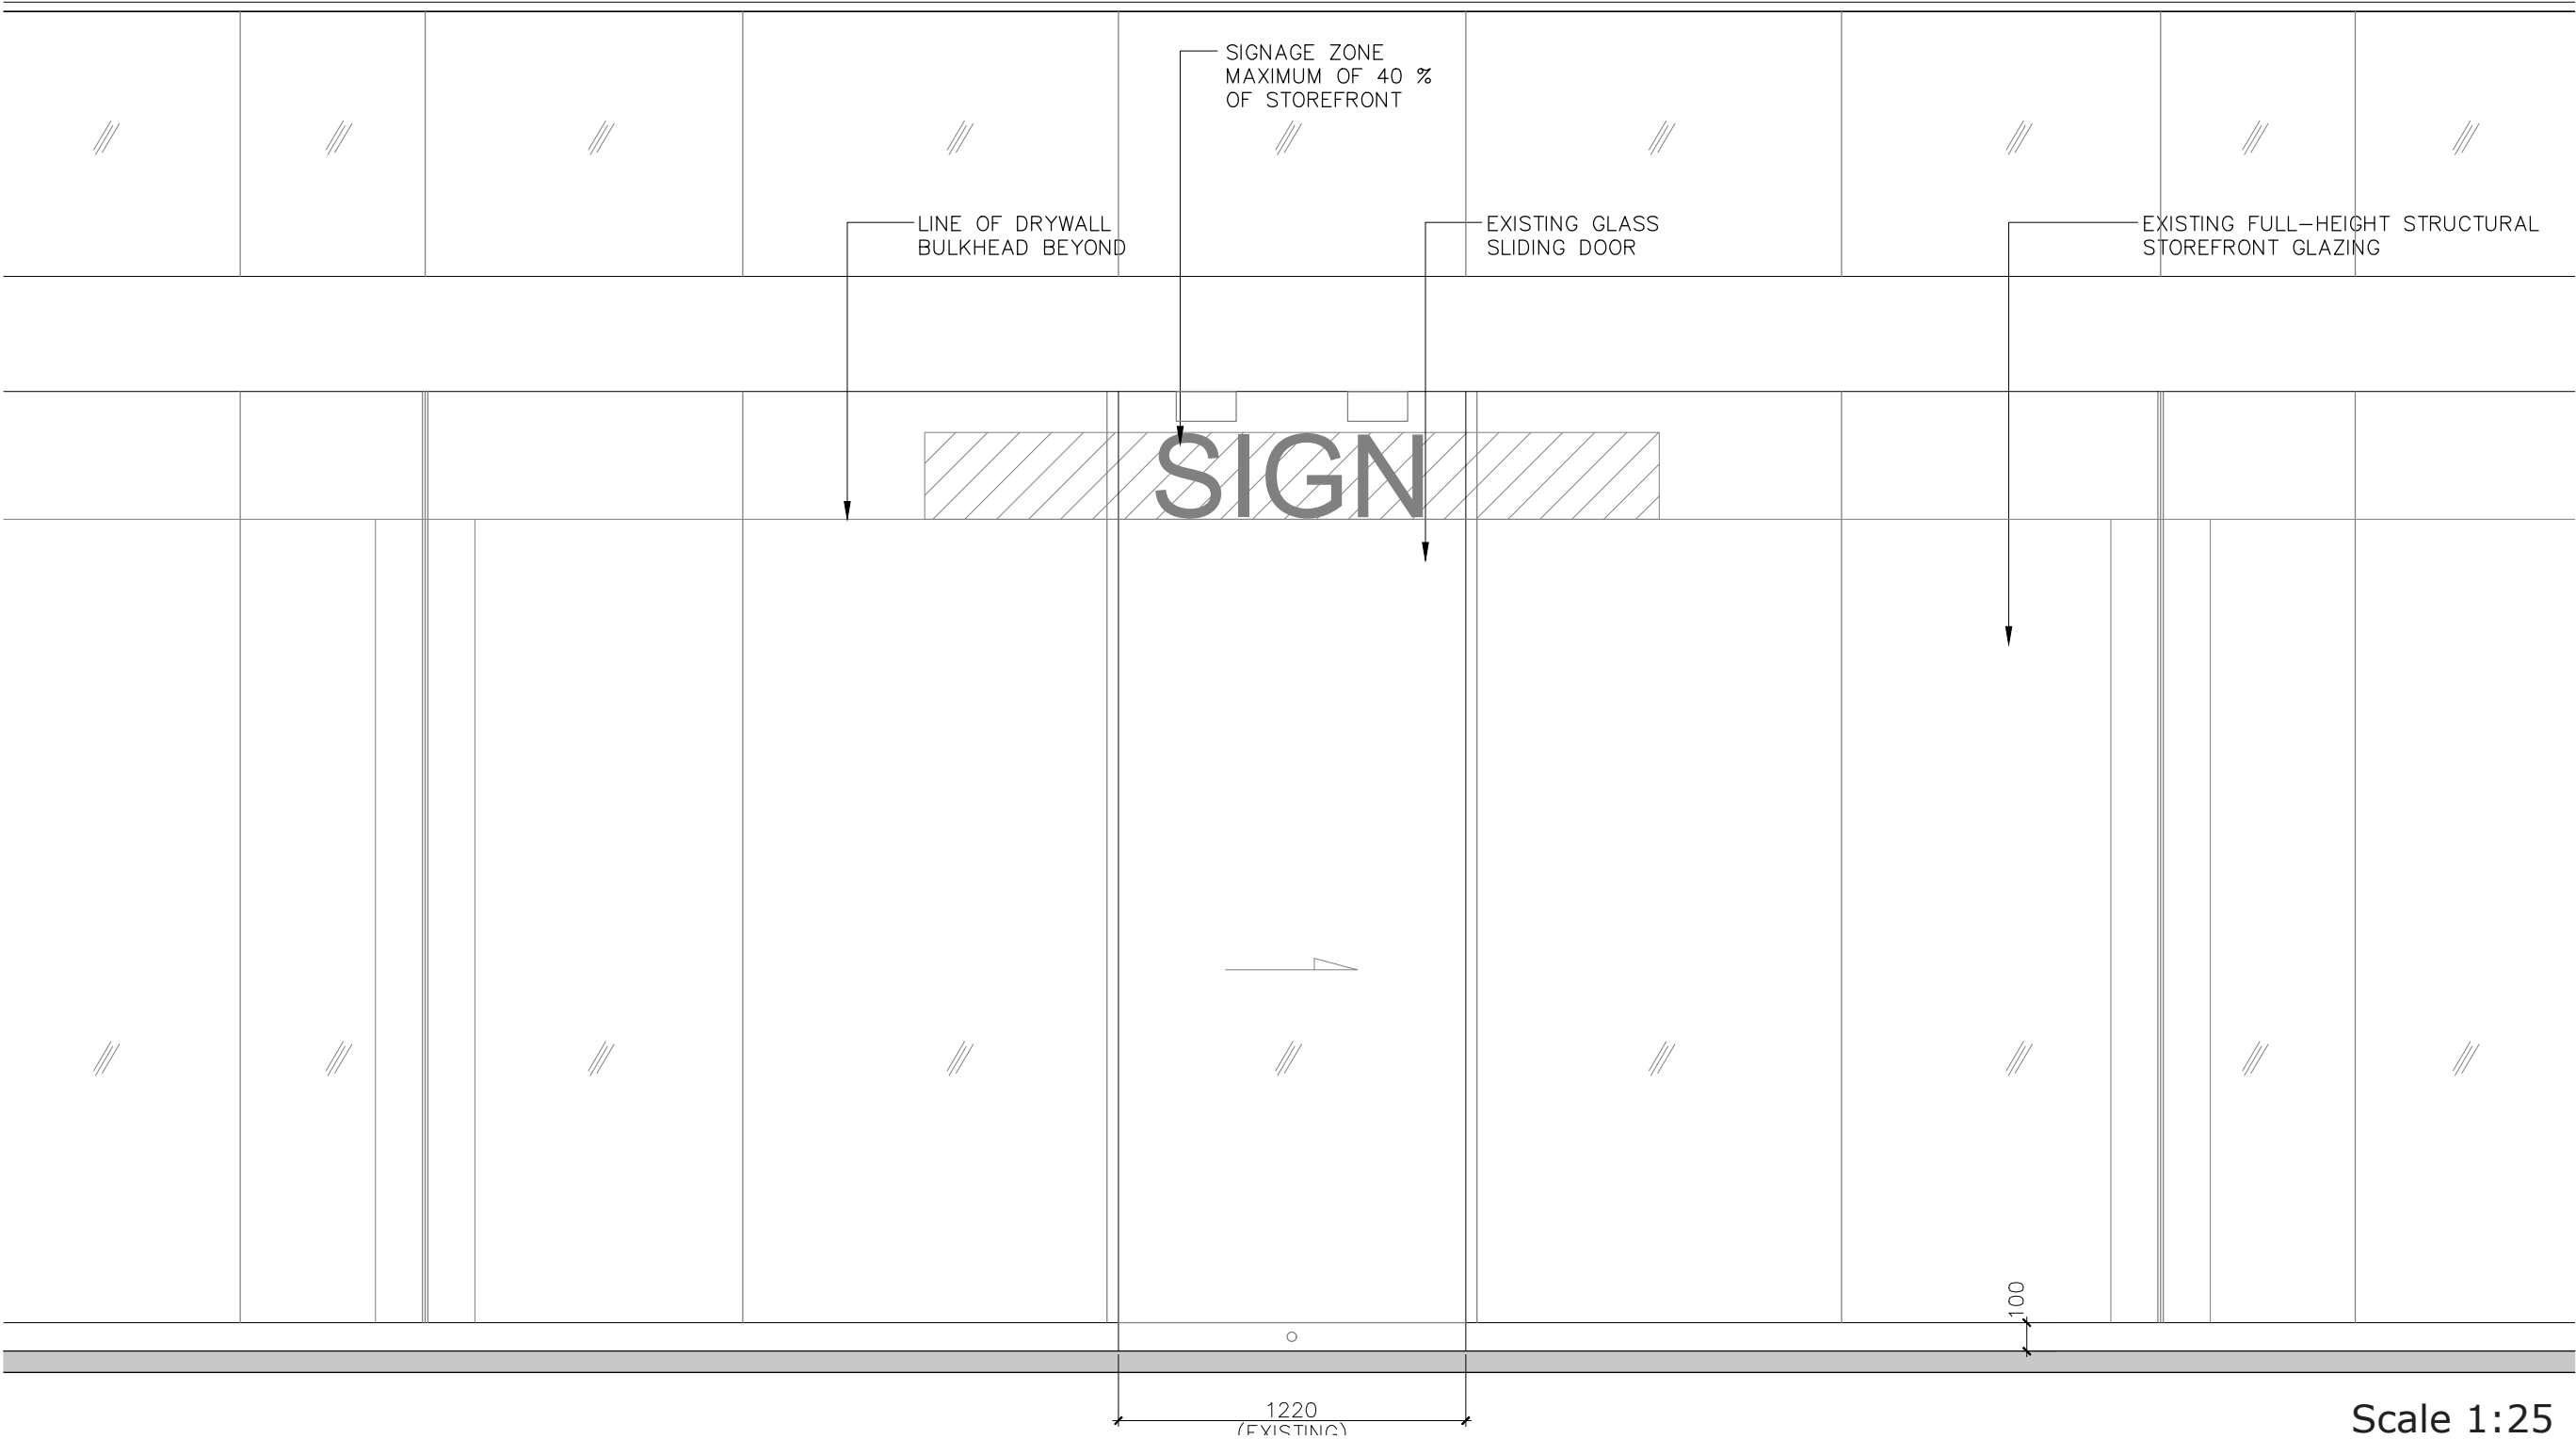 SIGNAGE ZONE
MAXIMUM OF 40 %
OF STOREFRONT
LINE OF DRYWALL
BULKHEAD BEYOND
EXISTING GLASS
SLIDING DOOR
EXISTING FULL-HEIGHT STRUCTURAL
STOREFRONT GLAZING
SIGN
100
1220
(EXISTING)
Scale 1:25